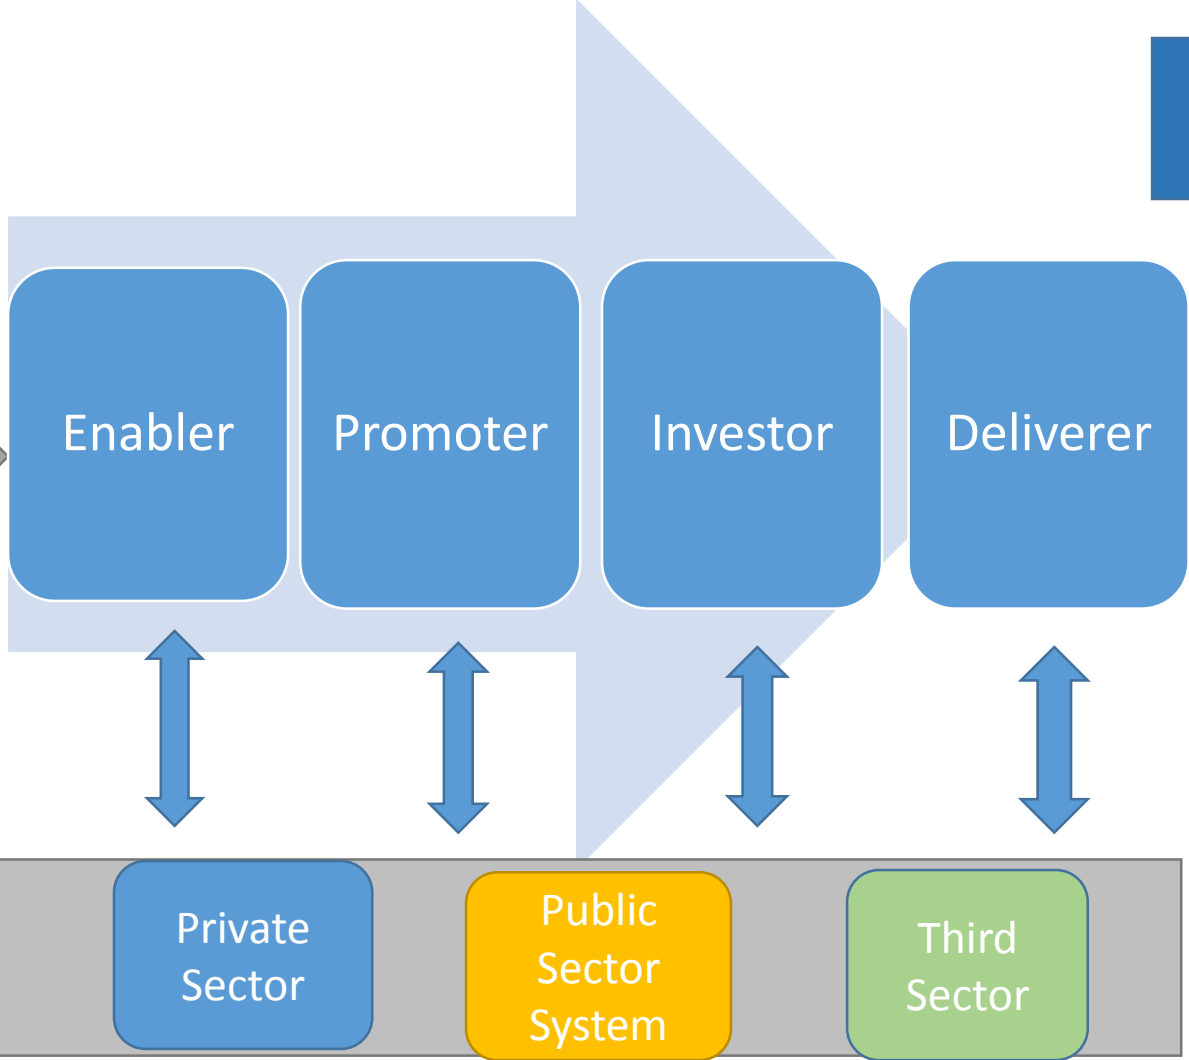 Enabler
Promoter
Investor
Deliverer
Private
Sector
Public
Sector
System
Third
Sector